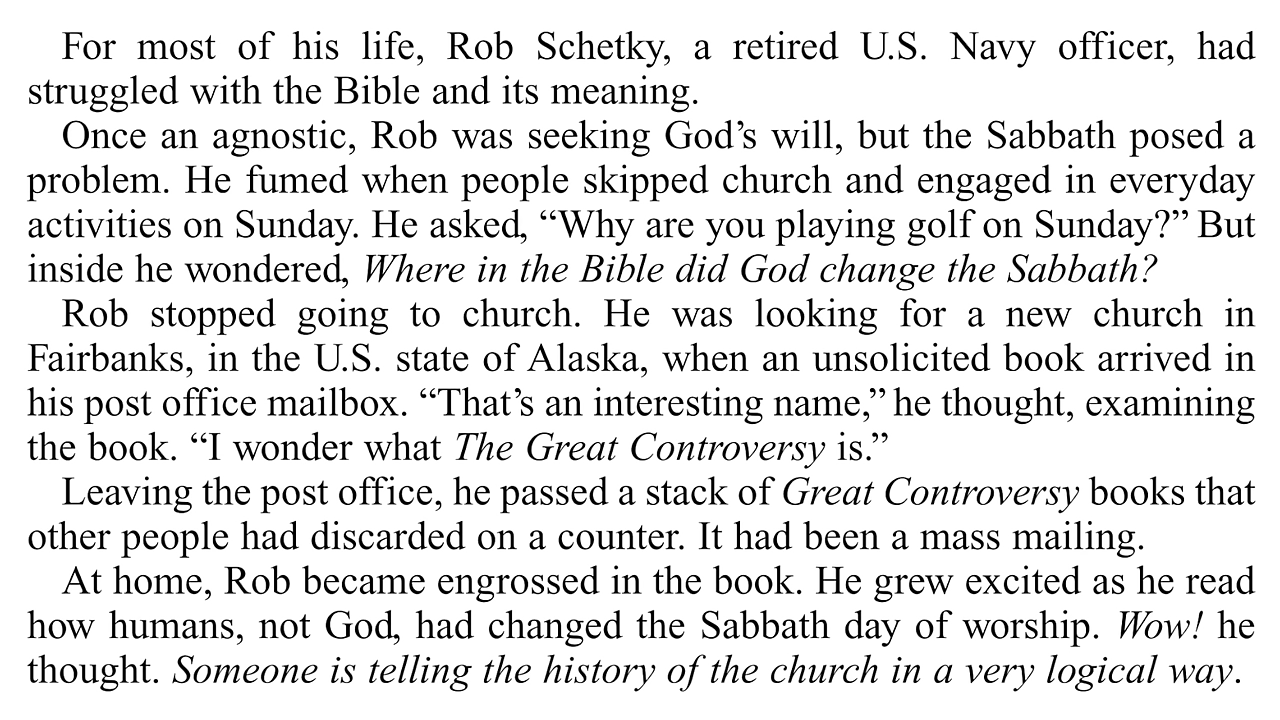 For most of his life, Rob Schetky, a retired U.S. Navy officer, had
struggled with the Bible and its meaning.
Once an agnostic, Rob was seeking God’s will, but the Sabbath posed a
problem. He fumed when people skipped church and engaged in everyday
activities on Sunday. He asked, “Why are you playing golf on Sunday?” But
inside he wondered, Where in the Bible did God change the Sabbath?
Rob stopped going to church. He was looking for a new church in
Fairbanks, in the U.S. state of Alaska, when an unsolicited book arrived in
his post office mailbox. “That’s an interesting name,” he thought, examining
the book. “I wonder what The Great Controversy is.”
Leaving the post office, he passed a stack of Great Controversy books that
other people had discarded on a counter. It had been a mass mailing.
At home, Rob became engrossed in the book. He grew excited as he read
how humans, not God, had changed the Sabbath day of worship. Wow! he
thought. Someone is telling the history of the church in a very logical way.